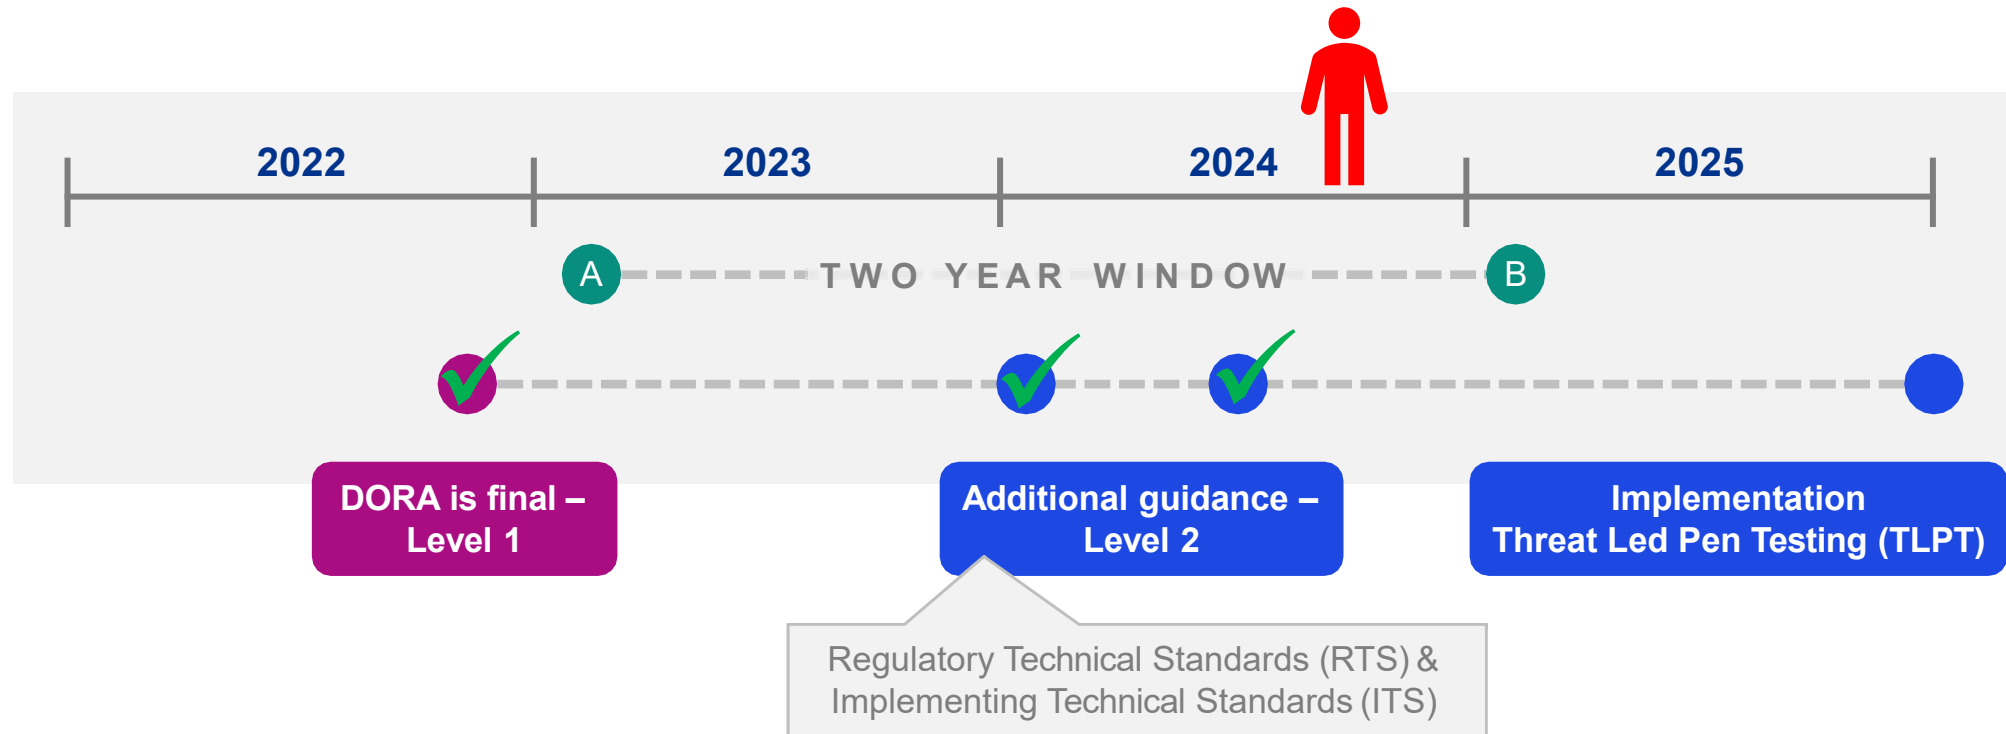 2022
2023
2024
2025
A
TWO YEAR WINDOW
B
DORA is final –
Level 1
Additional guidance –
Level 2
Implementation
Threat Led Pen Testing (TLPT)
Regulatory Technical Standards (RTS) &
Implementing Technical Standards (ITS)